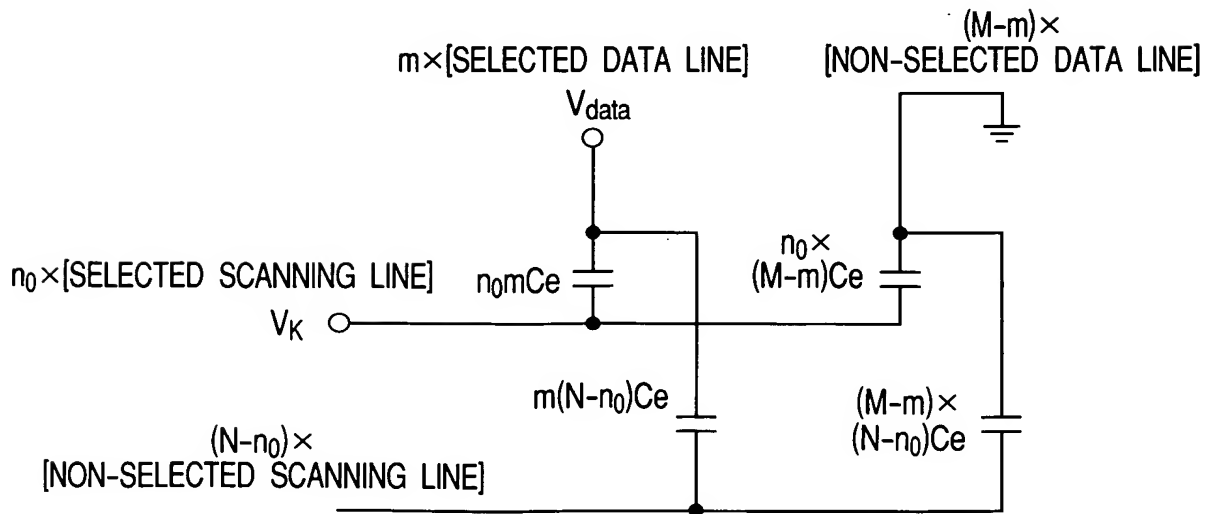 (M-m)×
m×[SELECTED DATA LINE]
[NON-SELECTED DATA LINE]
Vdata
n0×[SELECTED SCANNING LINE]
n0mCe
n0×
(M-m)Ce
VK
m(N-n0)Ce
(M-m)×
(N-n0)Ce
(N-n0)×
[NON-SELECTED SCANNING LINE]